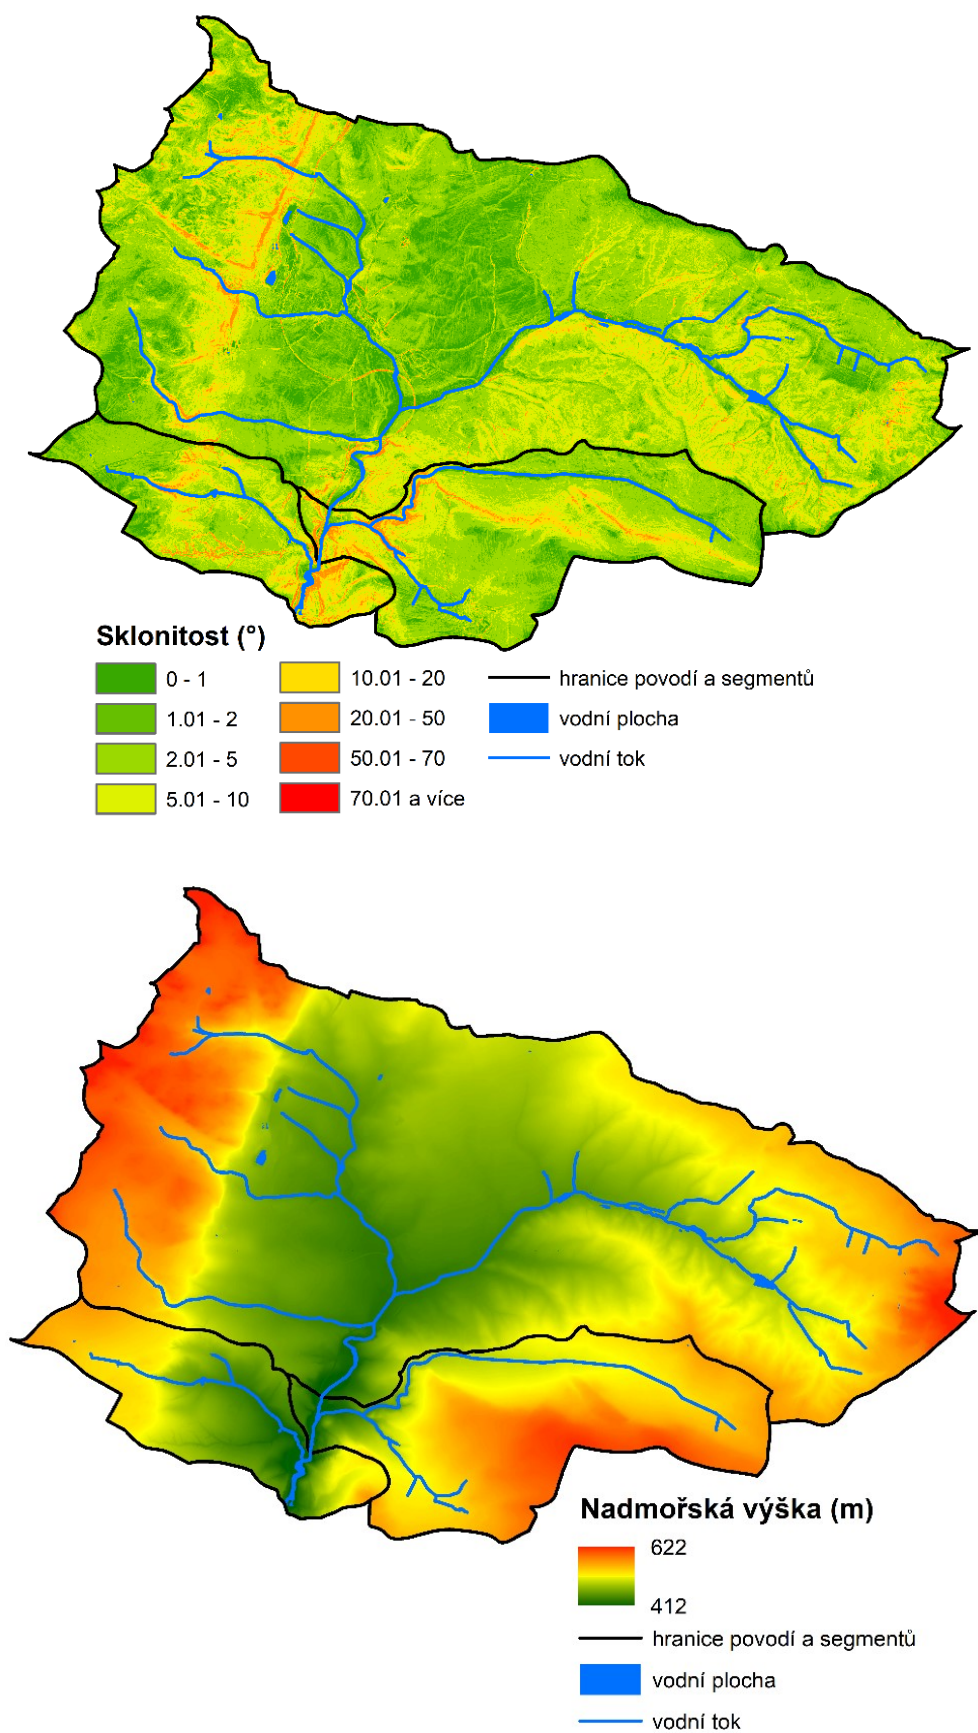 Sklonitost (°)
0 - 1
1.01 - 2
2.01 - 5
5.01 - 10
10.01 - 20
20.01 - 50
50.01 - 70
70.01 a více
hranice povodí a segmentů
vodní plocha
vodní tok
Nadmořská výška (m)
622
412
hranice povodí a segmentů
vodní plocha
vodní tok